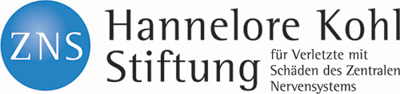 ZNS
Hannelore Kohl
Stiftung
für Verletzte mit
Schäden des Zentralen
Nervensystems